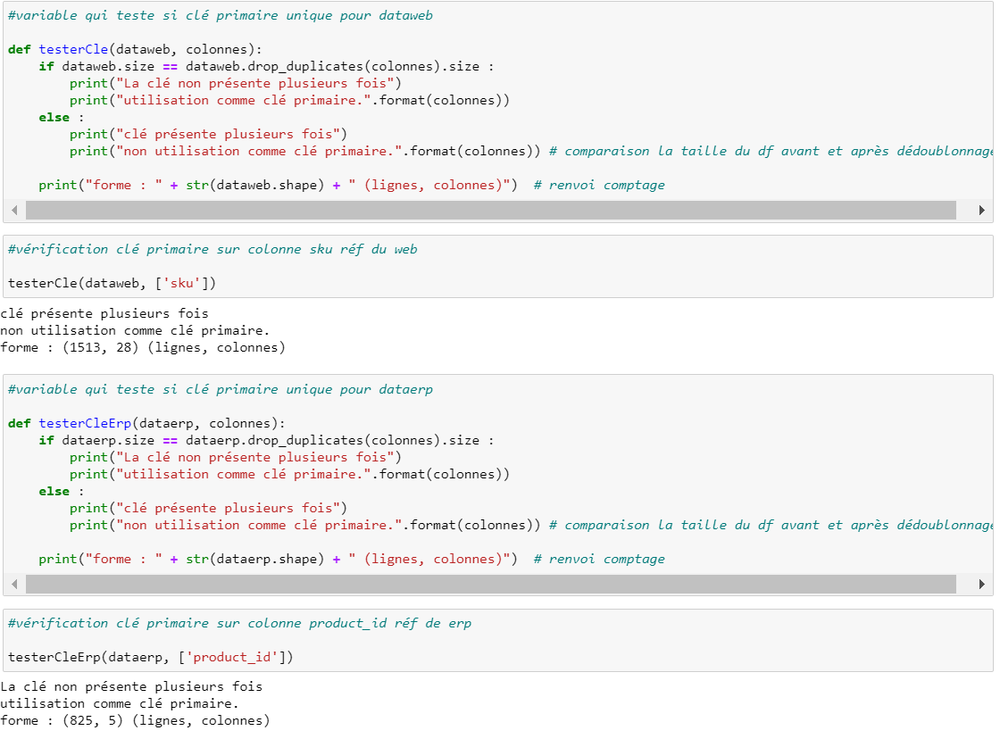 #variable qui teste si clé primaire unique pour dataweb
def testerCle(dataweb, colonnes):
    if dataweb.size == dataweb.drop_duplicates(colonnes).size :
        print("La clé non présente plusieurs fois")
        print("utilisation comme clé primaire.".format(colonnes))
    else :
        print("clé présente plusieurs fois")
        print("non utilisation comme clé primaire.".format(colonnes)) # comparaison la taille du df avant et après dédoublonnage
    print("forme : " + str(dataweb.shape) + " (lignes, colonnes)")  # renvoi comptage
#vérification clé primaire sur colonne sku réf du web
testerCle(dataweb, ['sku'])
clé présente plusieurs fois
non utilisation comme clé primaire.
forme : (1513, 28) (lignes, colonnes)
#variable qui teste si clé primaire unique pour dataerp
def testerCleErp(dataerp, colonnes):
    if dataerp.size == dataerp.drop_duplicates(colonnes).size :
        print("La clé non présente plusieurs fois")
        print("utilisation comme clé primaire.".format(colonnes))
    else :
        print("clé présente plusieurs fois")
        print("non utilisation comme clé primaire.".format(colonnes)) # comparaison la taille du df avant et après dédoublonnage
    print("forme : " + str(dataerp.shape) + " (lignes, colonnes)")  # renvoi comptage
#vérification clé primaire sur colonne product_id réf de erp
testerCleErp(dataerp, ['product_id'])
La clé non présente plusieurs fois
utilisation comme clé primaire.
forme : (825, 5) (lignes, colonnes)